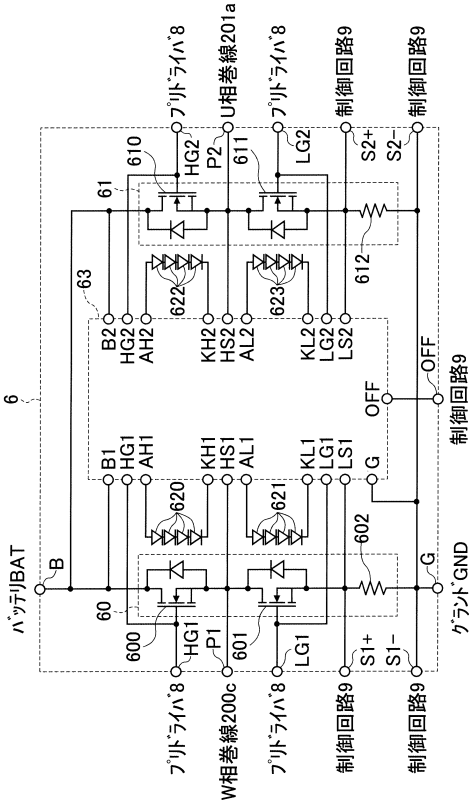 6
バッテリBAT
B
63
61
60
プリドライバ8
HG2
610
U相巻線201a
P2
プリドライバ8
LG2
611
制御回路9
S2+
制御回路9
S2-
612
622
623
B2
HG2
AH2
KH2
HS2
AL2
KL2
LG2
LS2
OFF
OFF
制御回路9
B1
HG1
AH1
KH1
HS1
AL1
KL1
LG1
LS1
G
620
621
602
600
601
プリドライバ8
HG1
W相巻線200c
P1
プリドライバ8
LG1
制御回路9
S1+
制御回路9
S1-
G
グランドGND